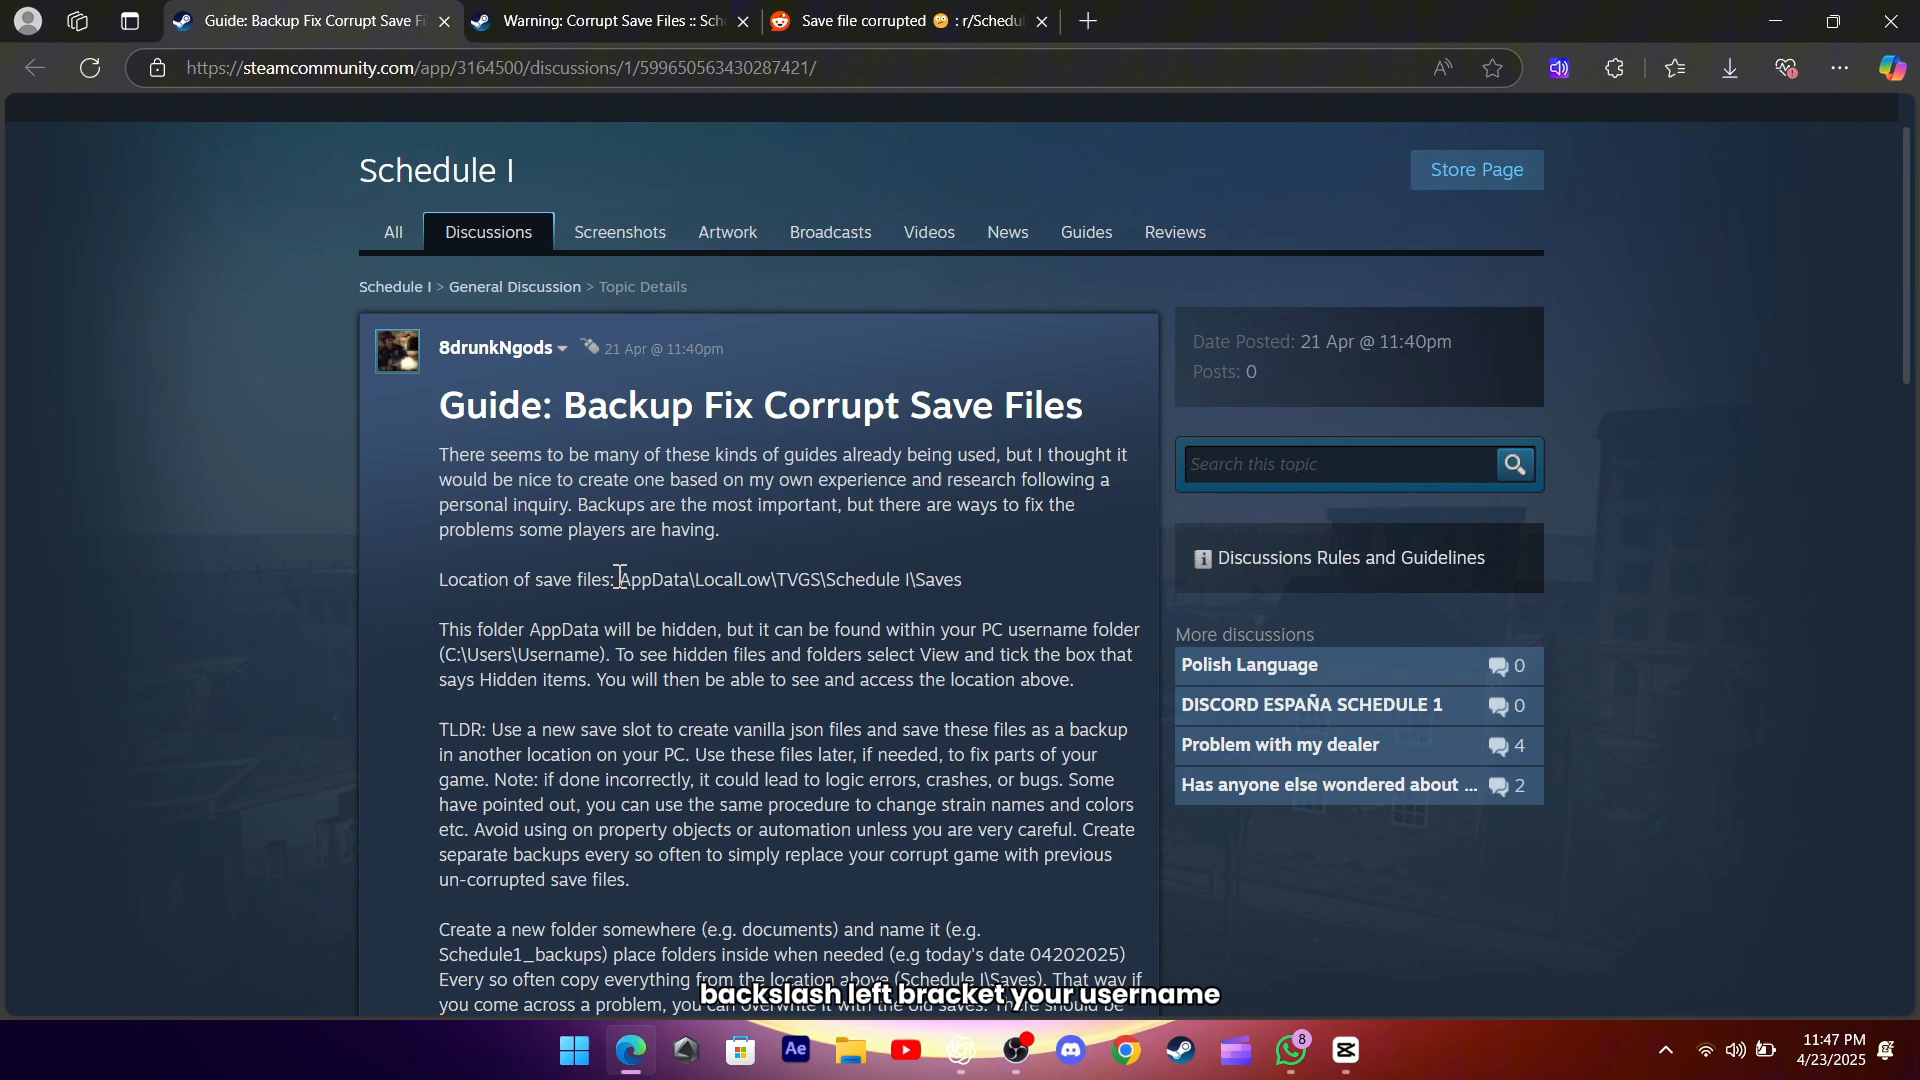 Guide: Backup Fix Corrupt Save Fi
Warning: Corrupt Save Files :: Sch
Save file corrupted 😕 : r/Schedul
https://steamcommunity.com/app/3164500/discussions/1/599650563430287421/
Schedule I
Store Page
All
Discussions
Screenshots
Artwork
Broadcasts
Videos
News
Guides
Reviews
Schedule I > General Discussion > Topic Details
8drunkNgods
21 Apr @ 11:40pm
Guide: Backup Fix Corrupt Save Files
There seems to be many of these kinds of guides already being used, but I thought it
would be nice to create one based on my own experience and research following a
personal inquiry. Backups are the most important, but there are ways to fix the
problems some players are having.
Location of save files: AppData\LocalLow\TVGS\Schedule I\Saves
This folder AppData will be hidden, but it can be found within your PC username folder
(C:\Users\Username). To see hidden files and folders select View and tick the box that
says Hidden items. You will then be able to see and access the location above.
TLDR: Use a new save slot to create vanilla json files and save these files as a backup
in another location on your PC. Use these files later, if needed, to fix parts of your
game. Note: if done incorrectly, it could lead to logic errors, crashes, or bugs. Some
have pointed out, you can use the same procedure to change strain names and colors
etc. Avoid using on property objects or automation unless you are very careful. Create
separate backups every so often to simply replace your corrupt game with previous
un-corrupted save files.
Create a new folder somewhere (e.g. documents) and name it (e.g.
Schedule1_backups) place folders inside when needed (e.g today's date 04202025)
Every so often copy everything from the location above (Schedule I\Saves). That way if
you come across a problem, you can overwrite it with the old saves. There should be
Date Posted: 21 Apr @ 11:40pm
Posts: 0
Search this topic
Discussions Rules and Guidelines
More discussions
Polish Language 0
DISCORD ESPAÑA SCHEDULE 1 0
Problem with my dealer 4
Has anyone else wondered about ... 2
backslash left bracket your username
Ae
8
11:47 PM
4/23/2025